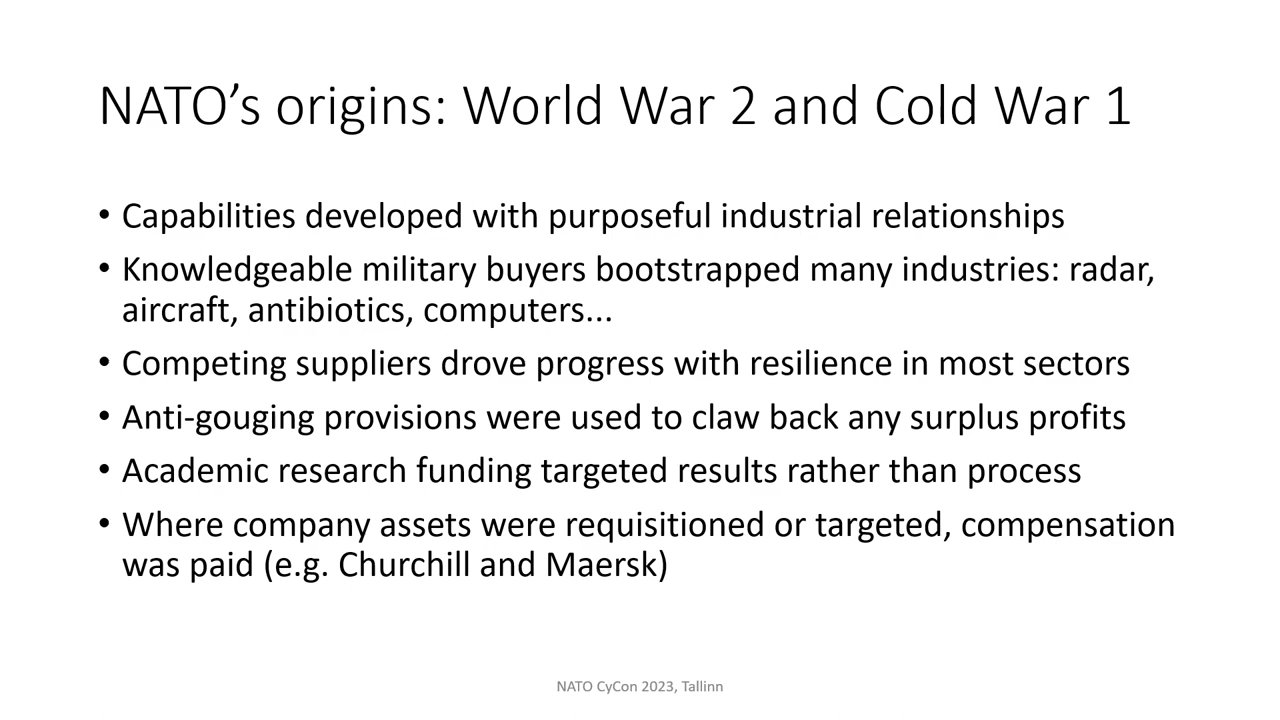 NATO’s origins: World War 2 and Cold War 1
• Capabilities developed with purposeful industrial relationships
• Knowledgeable military buyers bootstrapped many industries: radar,
aircraft, antibiotics, computers...
• Competing suppliers drove progress with resilience in most sectors
• Anti-gouging provisions were used to claw back any surplus profits
• Academic research funding targeted results rather than process
• Where company assets were requisitioned or targeted, compensation
was paid (e.g. Churchill and Maersk)
NATO CyCon 2023, Tallinn